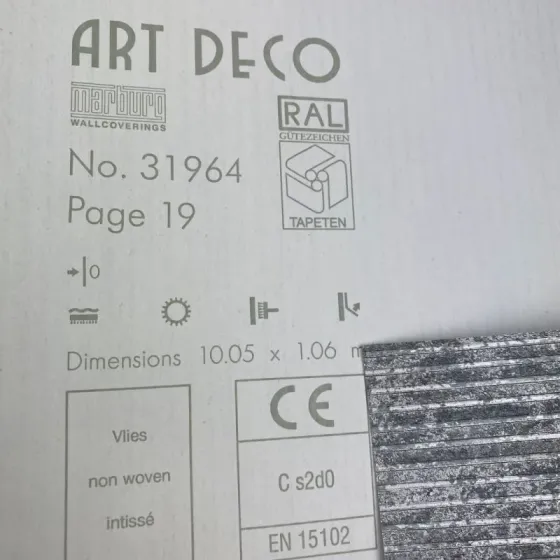 ART DECO
marburg
WALLCOVERINGS
RAL
GÜTEZEICHEN
TAPETEN
No. 31964
Page 19
0
Dimensions 10.05 x 1.06 m
Vlies
non woven
intissé
CE
C s2d0
EN 15102